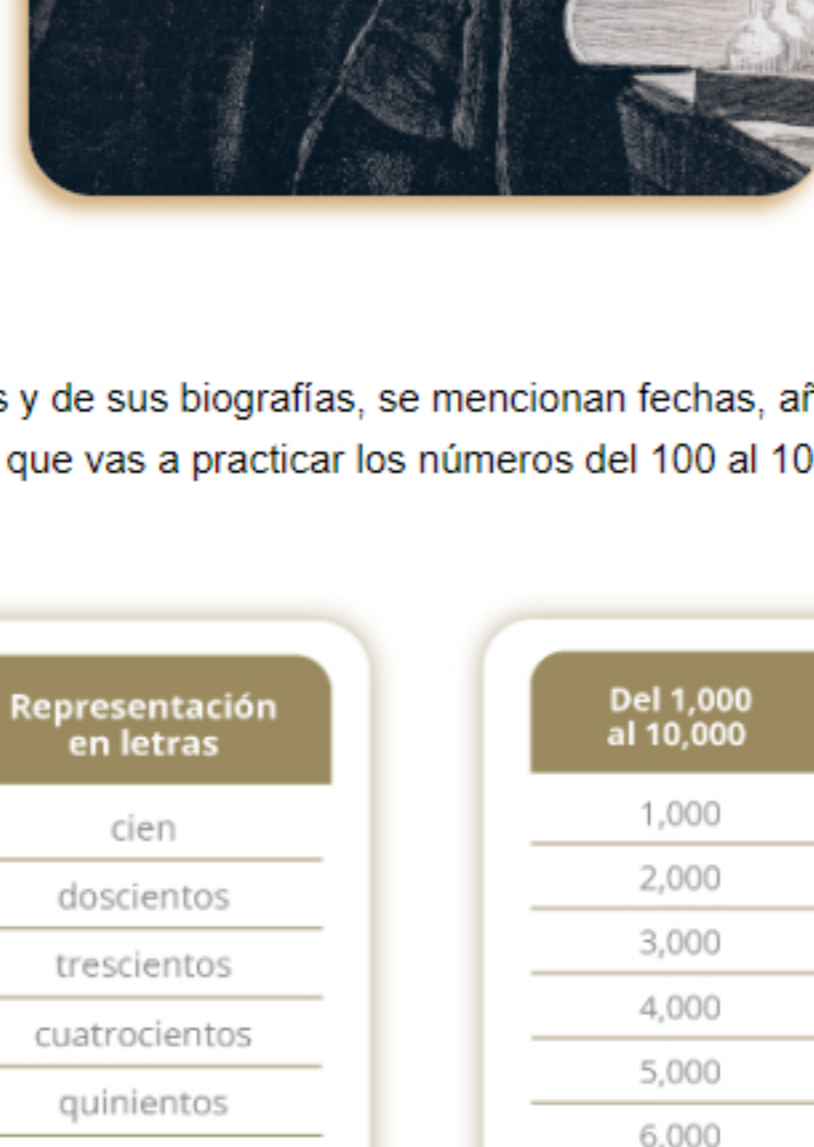 s y de sus biografías, se mencionan fechas,
que vas a practicar los números del 100 al 10
Representación
en letras
cien
doscientos
trescientos
cuatrocientos
quinientos
Del 1,000
al 10,000
1,000
2,000
3,000
4,000
5,000
6,000